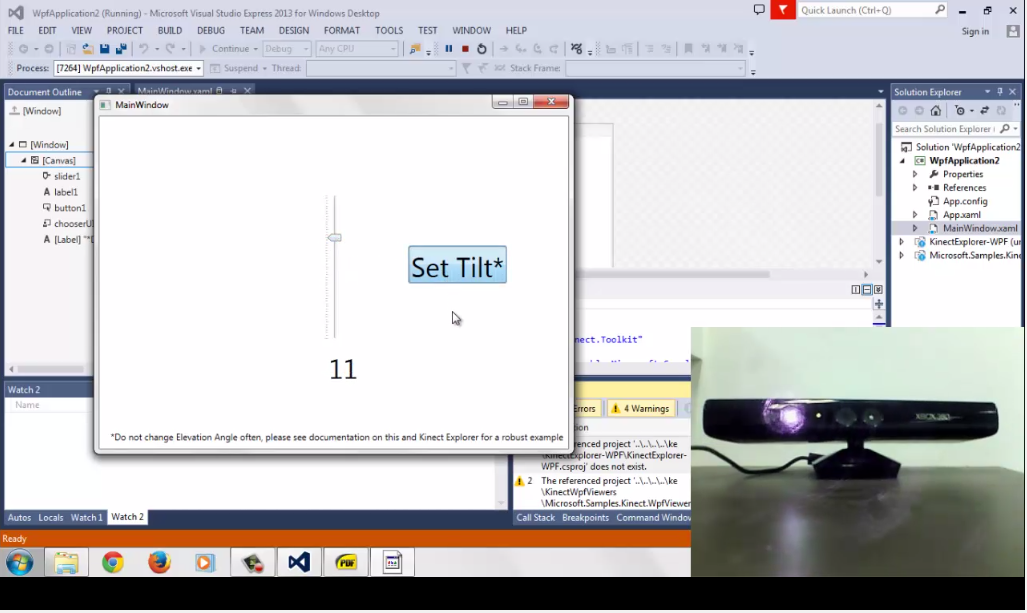 WpfApplication2 (Running) - Microsoft Visual Studio Express 2013 for Windows Desktop
Quick Launch (Ctrl+Q)
FILE EDIT VIEW PROJECT BUILD DEBUG TEAM DESIGN FORMAT TOOLS TEST WINDOW HELP
Sign in
Continue Debug Any CPU
Process: [7264] WpfApplication2.vshost.exe Suspend Thread: Stack Frame:
Document Outline
MainWindow.xaml
Solution Explorer
MainWindow
[Window]
Search Solution Explorer
[Window]
[Canvas]
slider1
label1
button1
chooserUI
[Label] "*D
Set Tilt*
11
*Do not change Elevation Angle often, please see documentation on this and Kinect Explorer for a robust example
Solution 'WpfApplication2
WpfApplication2
Properties
References
App.config
App.xaml
MainWindow.xaml
KinectExplorer-WPF (un
Microsoft.Samples.Kine
nect.Toolkit"
Watch 2
Name
Errors
4 Warnings
tion
renced project '..\..\..\..\ke
\KinectExplorer-WPF\KinectExplorer-
WPF.csproj' does not exist.
2 The referenced project '..\..\..\..\ke
\KinectWpfViewers
\Microsoft.Samples.Kinect.WpfViewer
Autos Locals Watch 1 Watch 2
Call Stack Breakpoints Command Window
Ready
XBOX 360
PDF